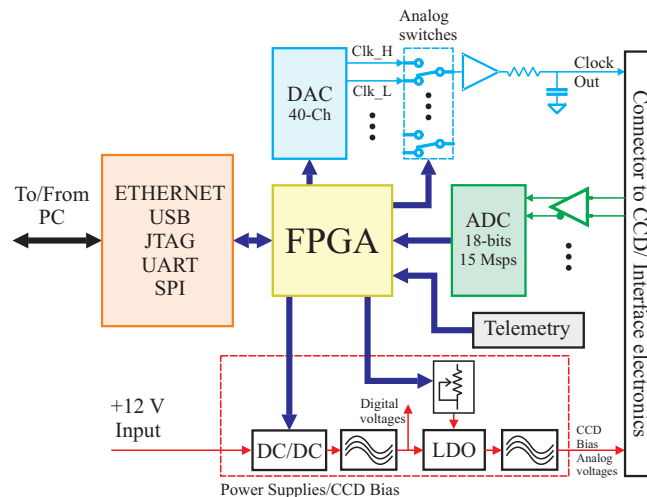 Analog
switches
Clk_H
Clk_L
DAC
40-Ch
Clock
Out
To/From
PC
ETHERNET
USB
JTAG
UART
SPI
FPGA
ADC
18-bits
15 Msps
Telemetry
Connector to CCD/ Interface electronics
+12 V
Input
Digital
voltages
DC/DC
LDO
CCD
Bias
Analog
voltages
Power Supplies/CCD Bias